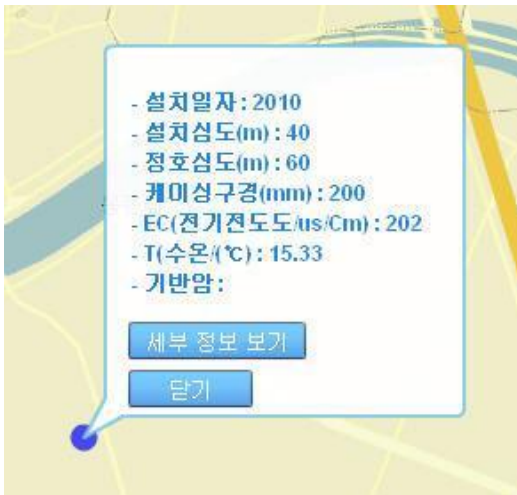 - 설치일자 : 2010
- 설치심도(m) : 40
- 정호심도(m) : 60
- 케이싱구경(mm) : 200
- EC(전기전도도/us/Cm) : 202
- T(수온/(℃) : 15.33
- 기반암 :
세부 정보 보기
닫기